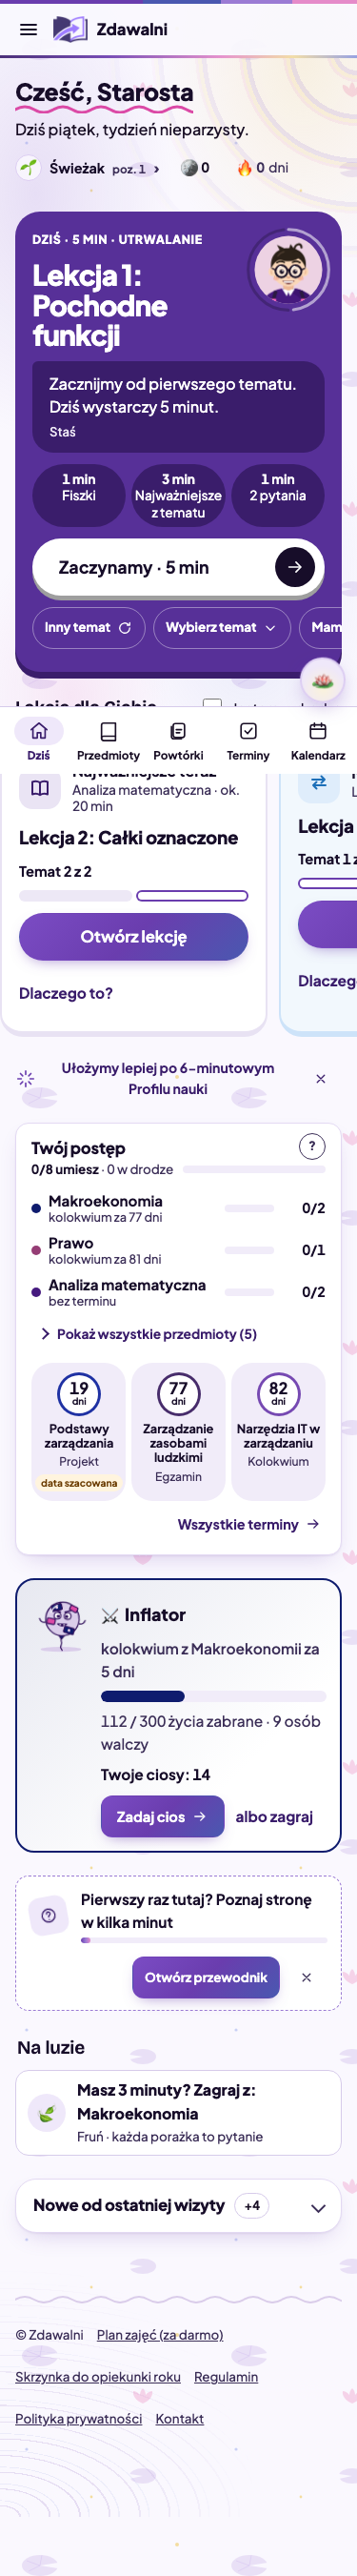 Zdawalni
Cześć, Starosta
Dziś piątek, tydzień nieparzysty.
Świeżak poz. 1 › 0 0 dni
DZIŚ · 5 MIN · UTRWALANIE
Lekcja 1:
Pochodne
funkcji
Zacznijmy od pierwszego tematu.
Dziś wystarczy 5 minut.
Staś
1 min
Fiszki
3 min
Najważniejsze
z tematu
1 min
2 pytania
Zaczynamy · 5 min
Inny temat
Wybierz temat
Mam
Dziś
Przedmioty
Powtórki
Terminy
Kalendarz
Analiza matematyczna · ok.
20 min
Lekcja 2: Całki oznaczone
Temat 2 z 2
Otwórz lekcję
Dlaczego to?
Lekcja
Temat 1 z
Dlaczego
Ułożymy lepiej po 6-minutowym
Profilu nauki
Twój postęp ?
0/8 umiesz · 0 w drodze
Makroekonomia 0/2
kolokwium za 77 dni
Prawo 0/1
kolokwium za 81 dni
Analiza matematyczna 0/2
bez terminu
Pokaż wszystkie przedmioty (5)
19
dni
Podstawy
zarządzania
Projekt
data szacowana
77
dni
Zarządzanie
zasobami
ludzkimi
Egzamin
82
dni
Narzędzia IT w
zarządzaniu
Kolokwium
Wszystkie terminy
Inflator
kolokwium z Makroekonomii za
5 dni
112 / 300 życia zabrane · 9 osób
walczy
Twoje ciosy: 14
Zadaj cios
albo zagraj
Pierwszy raz tutaj? Poznaj stronę
w kilka minut
Otwórz przewodnik
Na luzie
Masz 3 minuty? Zagraj z:
Makroekonomia
Fruń · każda porażka to pytanie
Nowe od ostatniej wizyty +4
© Zdawalni Plan zajęć (za darmo)
Skrzynka do opiekunki roku Regulamin
Polityka prywatności Kontakt